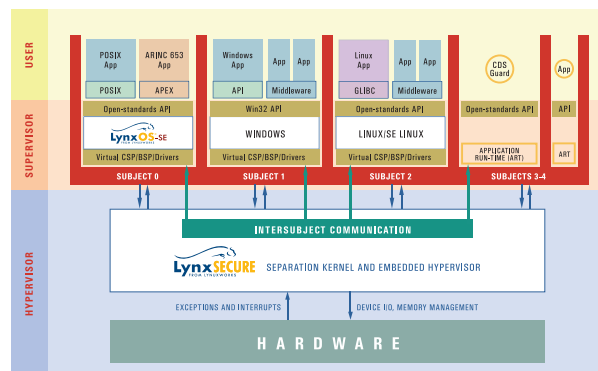 USER
POSIX App
ARINC 653 App
Windows App
App
App
Linux App
App
App
CDS Guard
App
POSIX
APEX
API
Middleware
GLIBC
Middleware
SUPERVISOR
Open-standards API
Win32 API
Open-standards API
Open-standards API
API
LynxOS-SE
FROM LYNUXWORKS
WINDOWS
LINUX/SE LINUX
Virtual CSP/BSP/Drivers
Virtual CSP/BSP/Drivers
Virtual CSP/BSP/Drivers
APPLICATION
RUN-TIME (ART)
ART
SUBJECT 0
SUBJECT 1
SUBJECT 2
SUBJECTS 3-4
HYPERVISOR
INTERSUBJECT COMMUNICATION
LynxSECURE
FROM LYNUXWORKS
SEPARATION KERNEL AND EMBEDDED HYPERVISOR
EXCEPTIONS AND INTERRUPTS
DEVICE I/O, MEMORY MANAGEMENT
HARDWARE